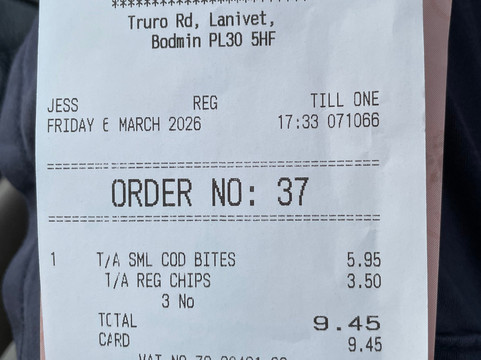 Truro Rd, Lanivet,
Bodmin PL30 5HF
JESS REG TILL ONE
FRIDAY 6 MARCH 2026 17:33 071066
ORDER NO: 37
1 T/A SML COD BITES 5.95
T/A REG CHIPS 3.50
3 No
TOTAL 9.45
CARD 9.45
VAT NO